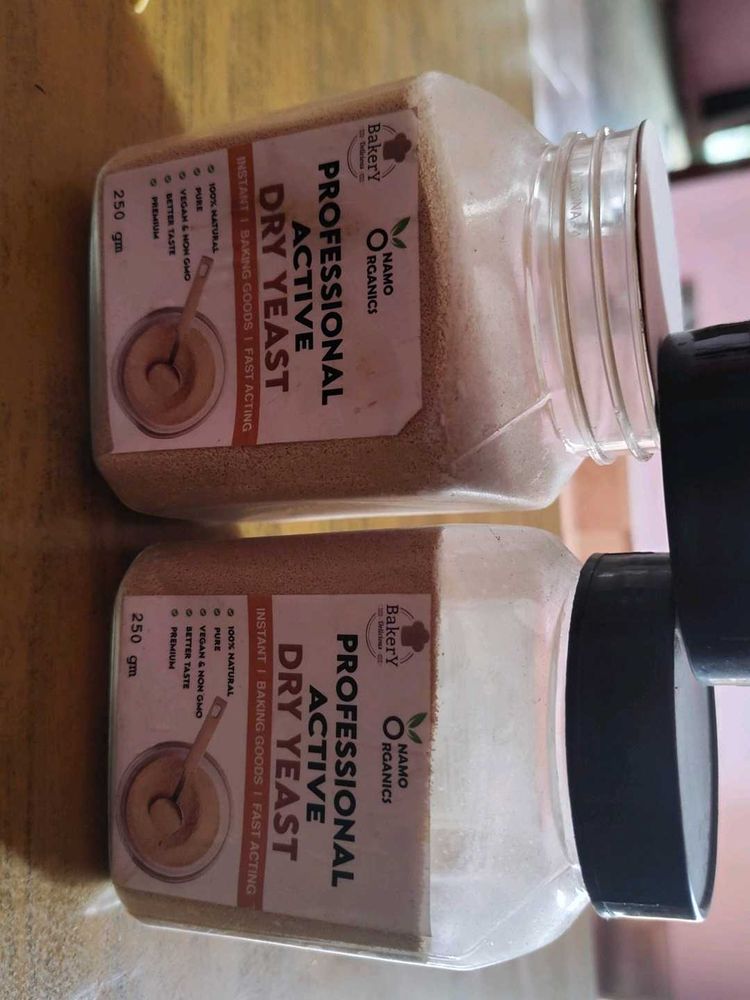 BakerY
Delicious
NAMO
ORGANICS
PROFESSIONAL
ACTIVE
DRY YEAST
INSTANT | BAKING GOODS | FAST ACTING
100% NATURAL
PURE
VEGAN & NON GMO
BETTER TASTE
PREMIUM
250 gm
BakerY
Delicious
NAMO
ORGANICS
PROFESSIONAL
ACTIVE
DRY YEAST
INSTANT | BAKING GOODS | FAST ACTING
100% NATURAL
PURE
VEGAN & NON GMO
BETTER TASTE
PREMIUM
250 gm